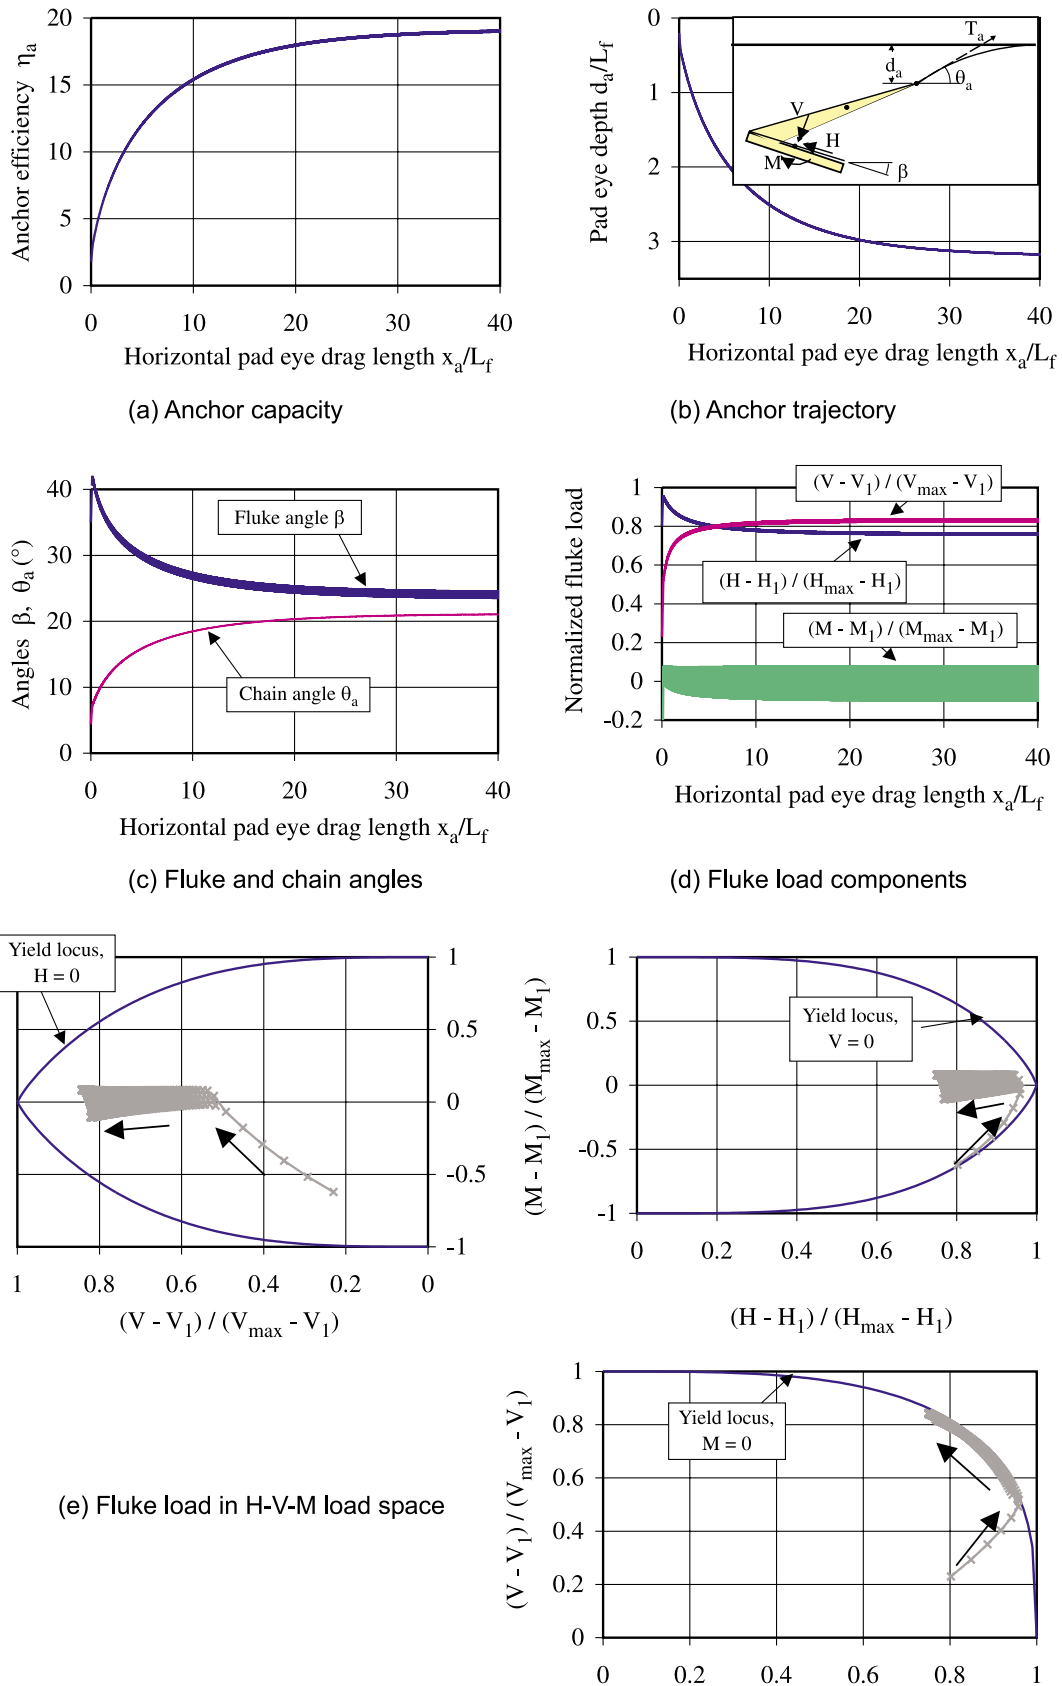 20
15
10
5
0
Anchor efficiency η_a
0 10 20 30 40
Horizontal pad eye drag length x_a/L_f
(a) Anchor capacity
0
1
2
3
Pad eye depth d_a/L_f
T_a
d_a
θ_a
V
H
M
β
0 10 20 30 40
Horizontal pad eye drag length x_a/L_f
(b) Anchor trajectory
40
30
20
10
0
Angles β, θ_a (°)
Fluke angle β
Chain angle θ_a
0 10 20 30 40
Horizontal pad eye drag length x_a/L_f
(c) Fluke and chain angles
1
0.8
0.6
0.4
0.2
0
-0.2
Normalized fluke load
(V - V_1) / (V_max - V_1)
(H - H_1) / (H_max - H_1)
(M - M_1) / (M_max - M_1)
0 10 20 30 40
Horizontal pad eye drag length x_a/L_f
(d) Fluke load components
Yield locus,
H = 0
1
0.5
0
-0.5
-1
1 0.8 0.6 0.4 0.2 0
(V - V_1) / (V_max - V_1)
(M - M_1) / (M_max - M_1)
1
0.5
0
-0.5
-1
Yield locus,
V = 0
0 0.2 0.4 0.6 0.8 1
(H - H_1) / (H_max - H_1)
(e) Fluke load in H-V-M load space
(V - V_1) / (V_max - V_1)
1
0.8
0.6
0.4
0.2
0
Yield locus,
M = 0
0 0.2 0.4 0.6 0.8 1